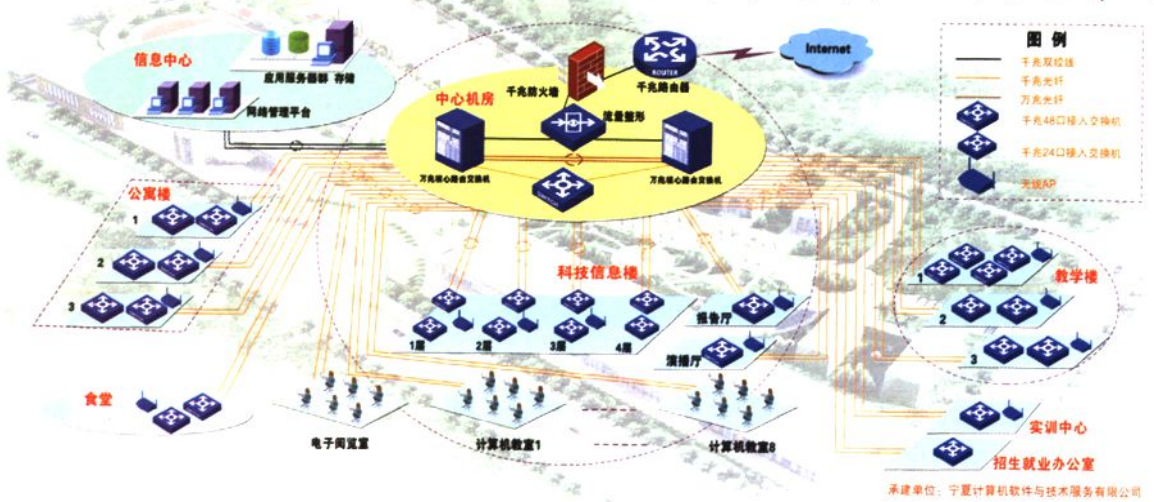 信息中心
应用服务器群 存储
网络管理平台
中心机房
千兆防火墙
ROUTER
千兆路由器
Internet
流量整形
万兆核心路由交换机
万兆核心路由交换机
图 例
千兆双绞线
千兆光纤
万兆光纤
千兆48口接入交换机
千兆24口接入交换机
无线AP
公寓楼
1
2
3
科技信息楼
1层
2层
3层
4层
报告厅
演播厅
教学楼
1
2
3
食堂
电子阅览室
计算机教室1
计算机教室8
实训中心
招生就业办公室
承建单位：宁夏计算机软件与技术服务有限公司